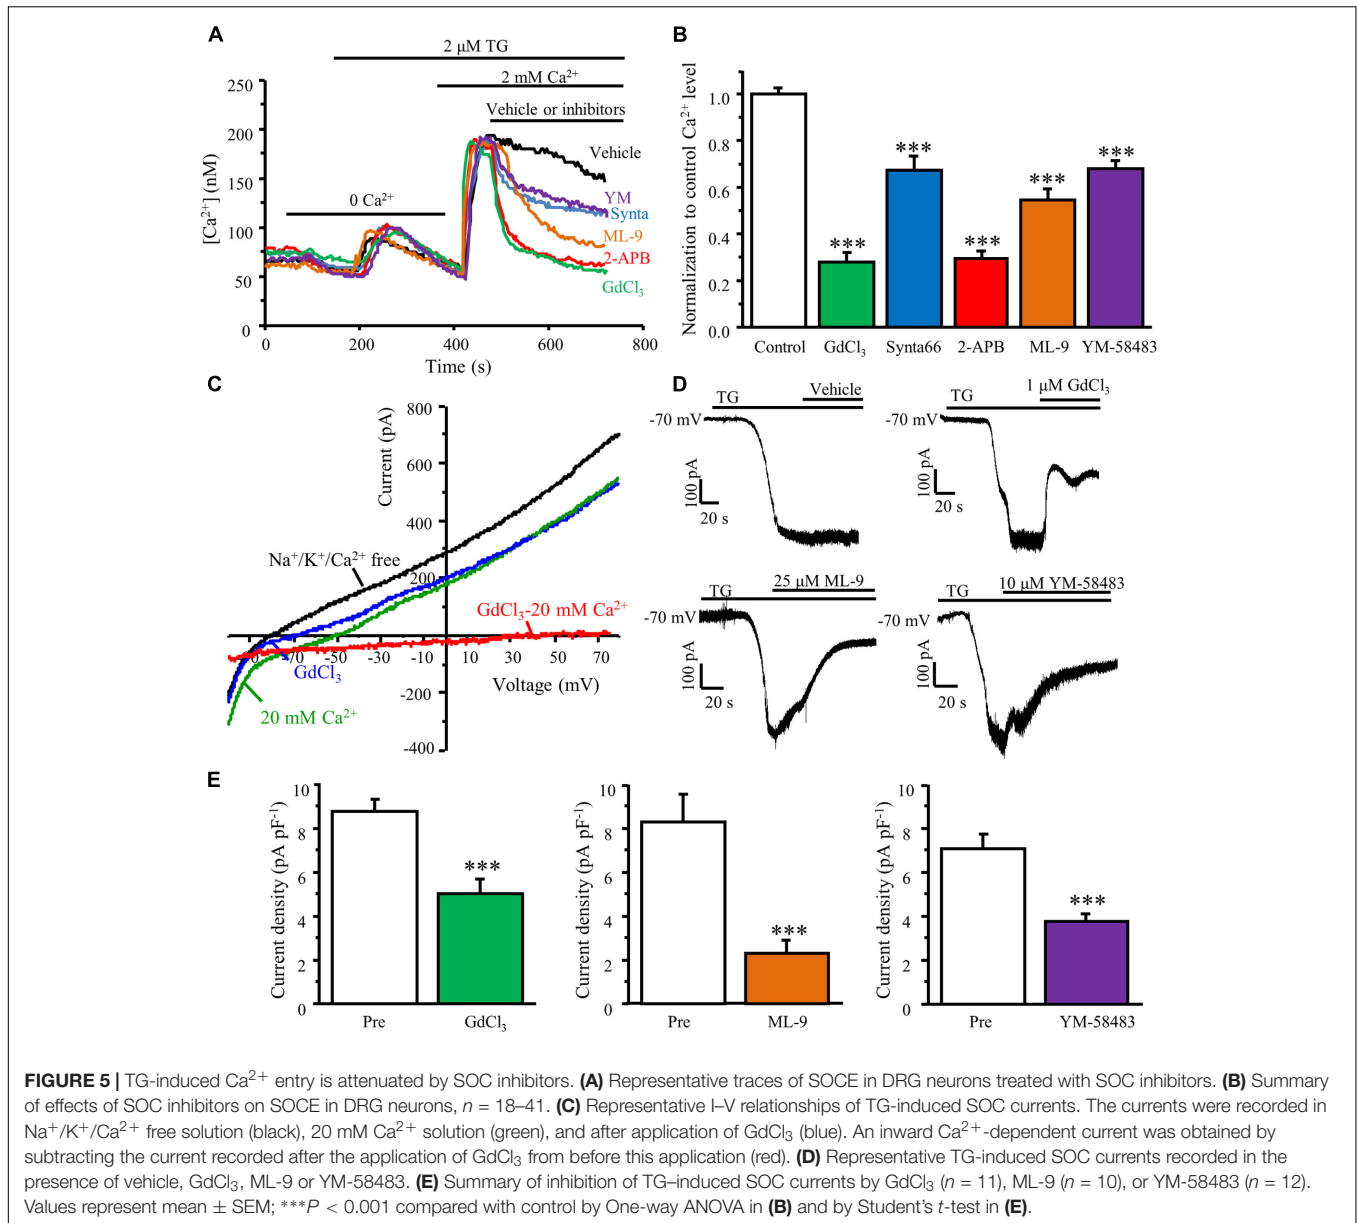 A
2 μM TG
2 mM Ca²⁺
Vehicle or inhibitors
0 Ca²⁺
Vehicle
YM
Synta
ML-9
2-APB
GdCl₃
[Ca²⁺] (nM)
250
200
150
100
50
0
0 200 400 600 800
Time (s)
B
Normalization to control Ca²⁺ level
1.0
0.8
0.6
0.4
0.2
0.0
*** *** *** *** ***
Control GdCl₃ Synta66 2-APB ML-9 YM-58483
C
Current (pA)
800
600
400
200
-200
-400
Na⁺/K⁺/Ca²⁺ free
GdCl₃-20 mM Ca²⁺
GdCl₃
20 mM Ca²⁺
-90 -70 -50 -30 -10 10 30 50 70
Voltage (mV)
D
TG
Vehicle
-70 mV
100 pA
20 s
TG
1 μM GdCl₃
-70 mV
100 pA
20 s
TG
25 μM ML-9
-70 mV
100 pA
20 s
TG
10 μM YM-58483
-70 mV
100 pA
20 s
E
Current density (pA pF⁻¹)
10
8
6
4
2
0
***
Pre GdCl₃
Current density (pA pF⁻¹)
10
8
6
4
2
0
***
Pre ML-9
Current density (pA pF⁻¹)
10
8
6
4
2
0
***
Pre YM-58483
FIGURE 5 | TG-induced Ca²⁺ entry is attenuated by SOC inhibitors. (A) Representative traces of SOCE in DRG neurons treated with SOC inhibitors. (B) Summary
of effects of SOC inhibitors on SOCE in DRG neurons, n = 18–41. (C) Representative I–V relationships of TG-induced SOC currents. The currents were recorded in
Na⁺/K⁺/Ca²⁺ free solution (black), 20 mM Ca²⁺ solution (green), and after application of GdCl₃ (blue). An inward Ca²⁺-dependent current was obtained by
subtracting the current recorded after the application of GdCl₃ from before this application (red). (D) Representative TG-induced SOC currents recorded in the
presence of vehicle, GdCl₃, ML-9 or YM-58483. (E) Summary of inhibition of TG–induced SOC currents by GdCl₃ (n = 11), ML-9 (n = 10), or YM-58483 (n = 12).
Values represent mean ± SEM; ***P < 0.001 compared with control by One-way ANOVA in (B) and by Student's t-test in (E).